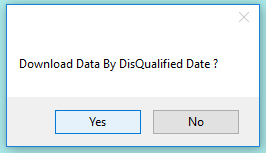 Download Data By DisQualified Date ?
Yes
No